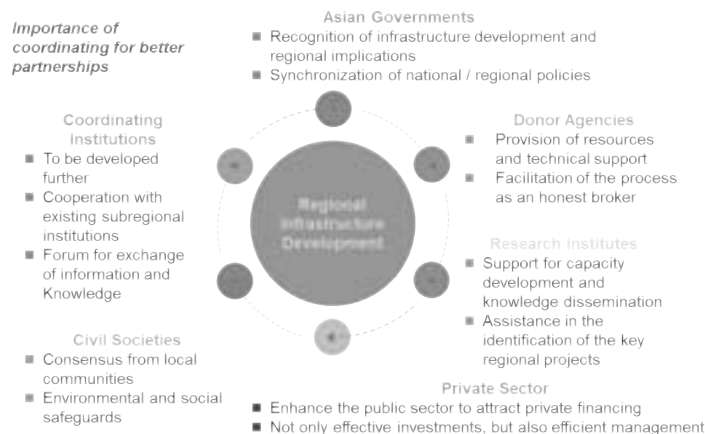 Importance of
coordinating for better
partnerships
Asian Governments
Recognition of infrastructure development and
regional implications
Synchronization of national / regional policies
Coordinating
Institutions
To be developed
further
Cooperation with
existing subregional
institutions
Forum for exchange
of information and
Knowledge
Donor Agencies
Provision of resources
and technical support
Facilitation of the process
as an honest broker
Regional
Infrastructure
Development
Research Institutes
Support for capacity
development and
knowledge dissemination
Assistance in the
identification of the key
regional projects
Civil Societies
Consensus from local
communities
Environmental and social
safeguards
Private Sector
Enhance the public sector to attract private financing
Not only effective investments, but also efficient management